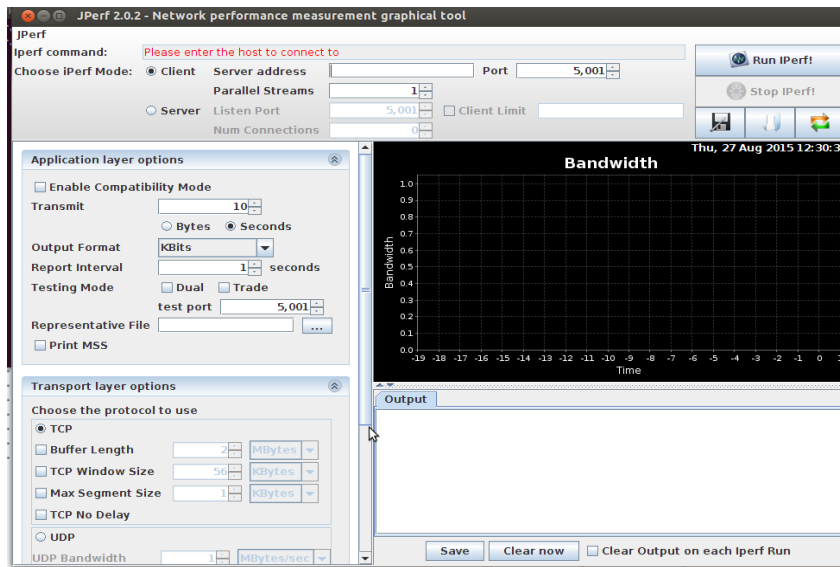 JPerf 2.0.2 - Network performance measurement graphical tool
JPerf
Iperf command: Please enter the host to connect to
Choose iPerf Mode: Client Server address Port 5,001
Parallel Streams 1
Server Listen Port 5,001 Client Limit
Num Connections 0
Run IPerf!
Stop IPerf!
Application layer options
Enable Compatibility Mode
Transmit 10
Bytes Seconds
Output Format KBits
Report Interval 1 seconds
Testing Mode Dual Trade
test port 5,001
Representative File ...
Print MSS
Transport layer options
Choose the protocol to use
TCP
Buffer Length 2 MBytes
TCP Window Size 56 KBytes
Max Segment Size 1 KBytes
TCP No Delay
UDP
UDP Bandwidth 1 MBytes/sec
Thu, 27 Aug 2015 12:30:3
Bandwidth
Bandwidth
1.0
0.9
0.8
0.7
0.6
0.5
0.4
0.3
0.2
0.1
0.0
-19 -18 -17 -16 -15 -14 -13 -12 -11 -10 -9 -8 -7 -6 -5 -4 -3 -2 -1 0
Time
Output
Save Clear now Clear Output on each Iperf Run